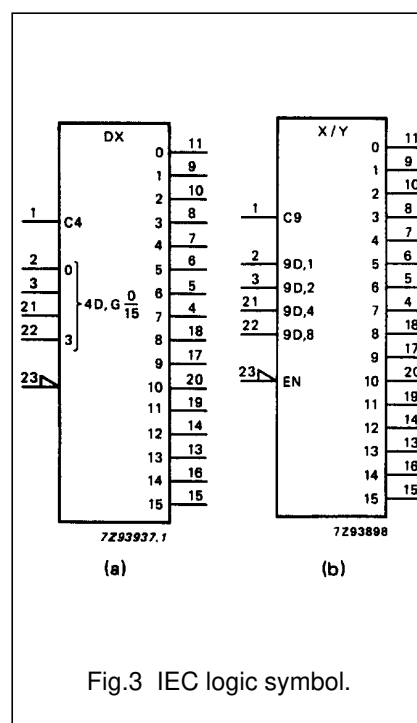 DX
0 11
1 9
2 10
1 C4 3 8
4 7
2 0 5 6
3 6 5
4D,G 0/15
21 7 4
22 3 8 18
9 17
23 10 20
11 19
12 14
13 13
14 16
15 15
7Z93937.1
(a)
X/Y
0 11
1 9
2 10
1 C9 3 8
4 7
2 9D,1 5 6
3 9D,2 6 5
21 9D,4 7 4
22 9D,8 8 18
9 17
23 EN 10 20
11 19
12 14
13 13
14 16
15 15
7Z93898
(b)
Fig.3 IEC logic symbol.